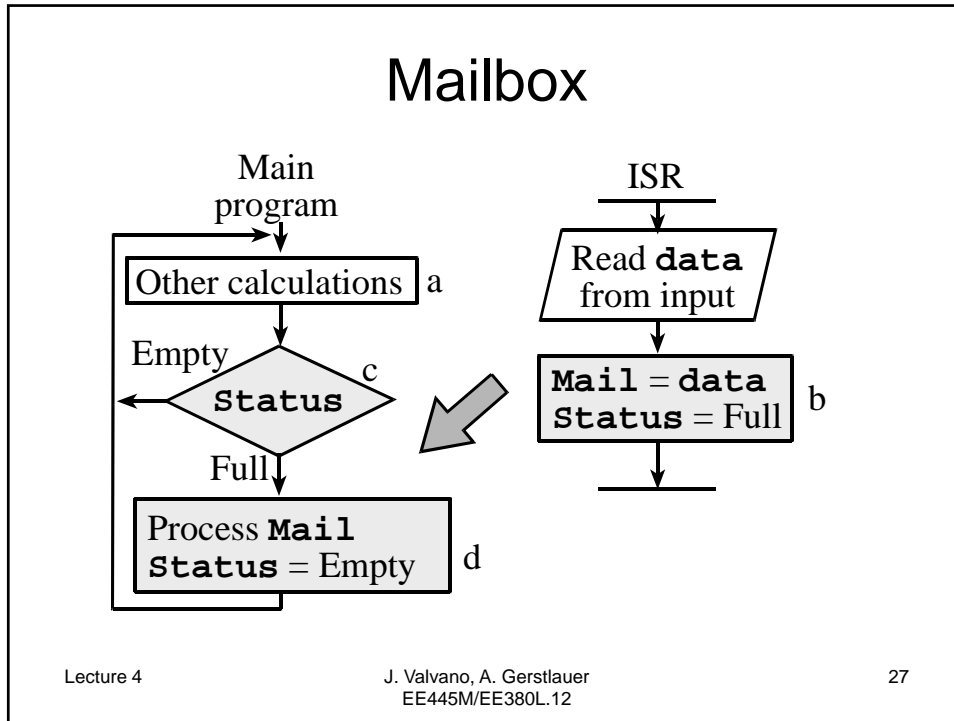 Mailbox
Main
program
Other calculations
a
Empty
c
Status
Full
Process Mail
Status = Empty
d
ISR
Read data
from input
Mail = data
Status = Full
b
Lecture 4
J. Valvano, A. Gerstlauer
EE445M/EE380L.12
27